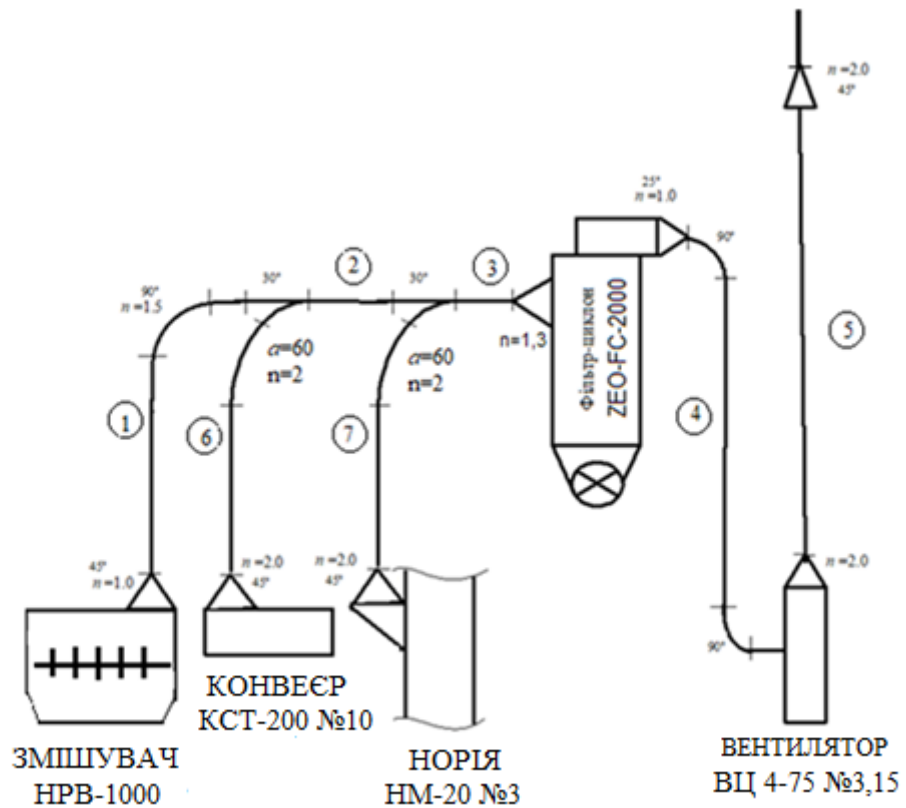 n=2.0
45°
25°
n=1.0
90°
2
3
30°
30°
90°
n=1.5
α=60
n=2
α=60
n=2
n=1,3
Фільтр-циклон
ZEO-FC-2000
5
4
1
6
7
45°
n=1.0
n=2.0
45°
n=2.0
45°
n=2.0
90°
КОНВЕЄР
КСТ-200 №10
ЗМІШУВАЧ
НРВ-1000
НОРІЯ
НМ-20 №3
ВЕНТИЛЯТОР
ВЦ 4-75 №3,15